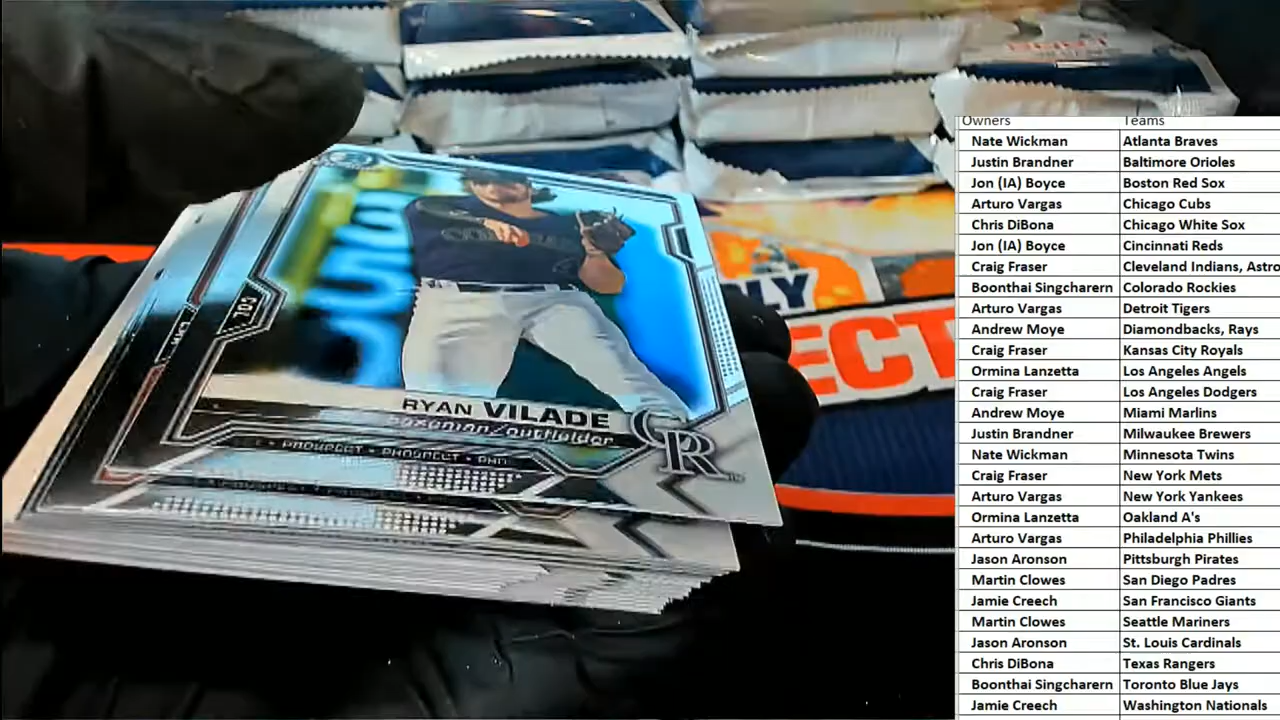 Owners Teams
Nate Wickman Atlanta Braves
Justin Brandner Baltimore Orioles
Jon (IA) Boyce Boston Red Sox
Arturo Vargas Chicago Cubs
Chris DiBona Chicago White Sox
Jon (IA) Boyce Cincinnati Reds
Craig Fraser Cleveland Indians, Astro
Boonthai Singcharern Colorado Rockies
Arturo Vargas Detroit Tigers
Andrew Moye Diamondbacks, Rays
Craig Fraser Kansas City Royals
Ormina Lanzetta Los Angeles Angels
Craig Fraser Los Angeles Dodgers
Andrew Moye Miami Marlins
Justin Brandner Milwaukee Brewers
Nate Wickman Minnesota Twins
Craig Fraser New York Mets
Arturo Vargas New York Yankees
Ormina Lanzetta Oakland A's
Arturo Vargas Philadelphia Phillies
Jason Aronson Pittsburgh Pirates
Martin Clowes San Diego Padres
Jamie Creech San Francisco Giants
Martin Clowes Seattle Mariners
Jason Aronson St. Louis Cardinals
Chris DiBona Texas Rangers
Boonthai Singcharern Toronto Blue Jays
Jamie Creech Washington Nationals
COL
RYAN VILADE
baseman/outfielder
PROSPECT • PROSPECT
CR
LY
ECT